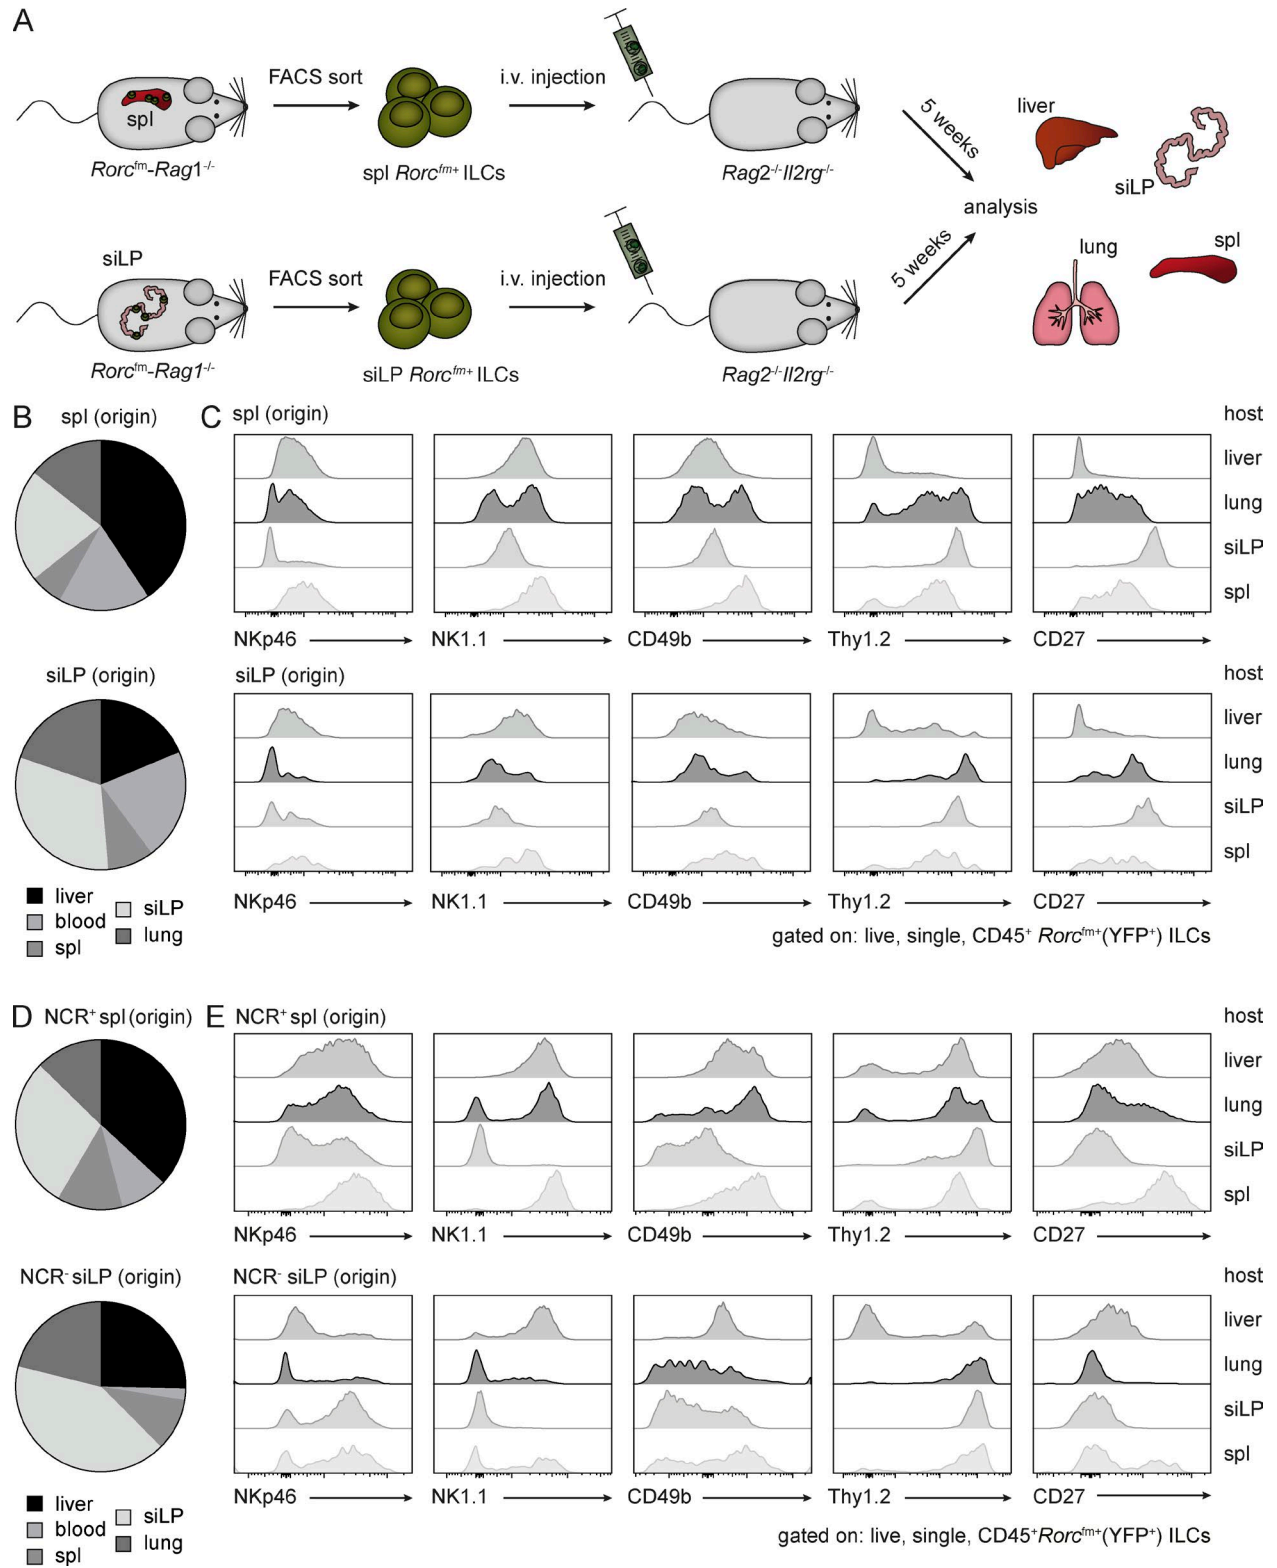 A
FACS sort
i.v. injection
spl
Rorcfm-Rag1-/-
spl Rorcfm+ ILCs
Rag2-/-Il2rg-/-
5 weeks
liver
siLP
analysis
siLP
FACS sort
i.v. injection
5 weeks
lung
spl
Rorcfm-Rag1-/-
siLP Rorcfm+ ILCs
Rag2-/-Il2rg-/-
B
spl (origin)
siLP (origin)
liver
blood
spl
siLP
lung
C
spl (origin)
host
liver
lung
siLP
spl
NKp46
NK1.1
CD49b
Thy1.2
CD27
siLP (origin)
host
liver
lung
siLP
spl
NKp46
NK1.1
CD49b
Thy1.2
CD27
gated on: live, single, CD45+ Rorcfm+(YFP+) ILCs
D
NCR+ spl (origin)
NCR- siLP (origin)
liver
blood
spl
siLP
lung
E
NCR+ spl (origin)
host
liver
lung
siLP
spl
NKp46
NK1.1
CD49b
Thy1.2
CD27
NCR- siLP (origin)
host
liver
lung
siLP
spl
NKp46
NK1.1
CD49b
Thy1.2
CD27
gated on: live, single, CD45+Rorcfm+(YFP+) ILCs